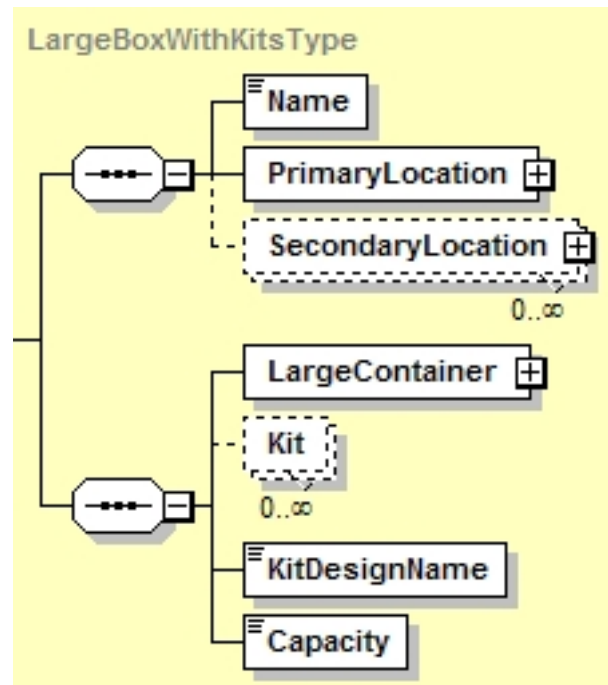 LargeBoxWithKitsType
Name
PrimaryLocation
SecondaryLocation
0..∞
LargeContainer
Kit
0..∞
KitDesignName
Capacity